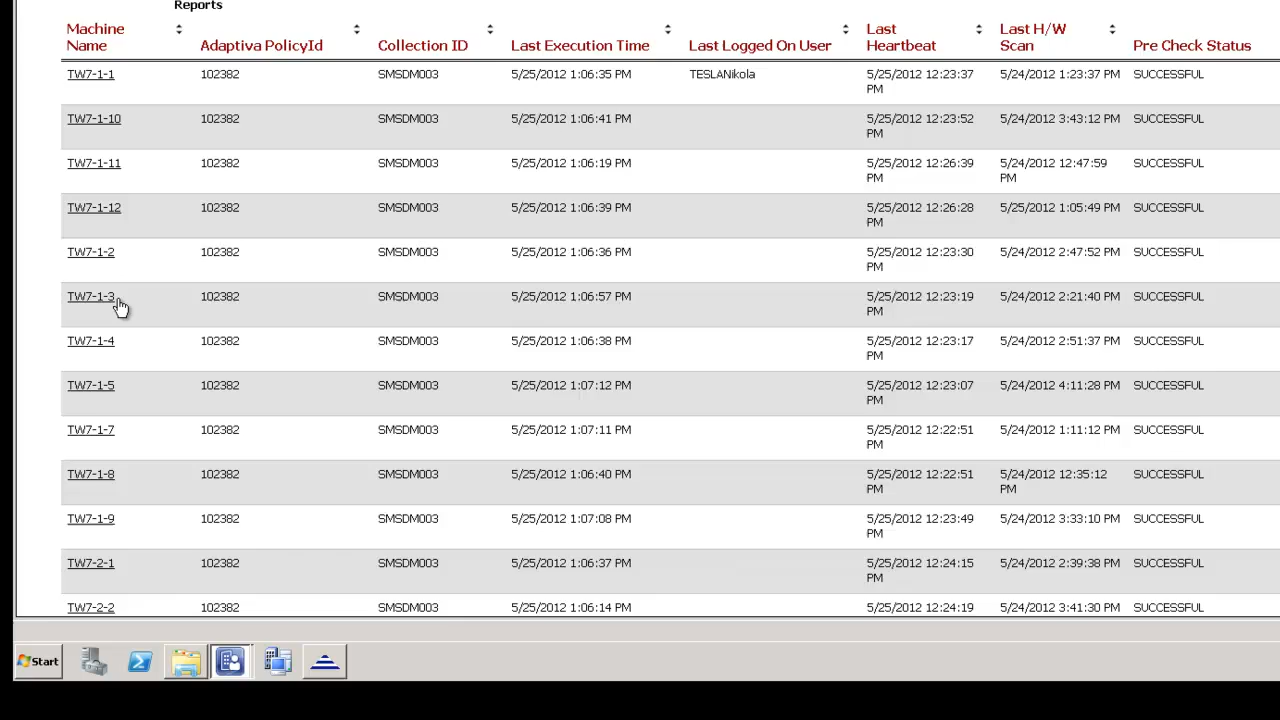 Reports
Machine Name Adaptiva PolicyId Collection ID Last Execution Time Last Logged On User Last Heartbeat Last H/W Scan Pre Check Status
TW7-1-1 102382 SMSDM003 5/25/2012 1:06:35 PM TESLANikola 5/25/2012 12:23:37 PM 5/24/2012 1:23:37 PM SUCCESSFUL
TW7-1-10 102382 SMSDM003 5/25/2012 1:06:41 PM 5/25/2012 12:23:52 PM 5/24/2012 3:43:12 PM SUCCESSFUL
TW7-1-11 102382 SMSDM003 5/25/2012 1:06:19 PM 5/25/2012 12:26:39 PM 5/24/2012 12:47:59 PM SUCCESSFUL
TW7-1-12 102382 SMSDM003 5/25/2012 1:06:39 PM 5/25/2012 12:26:28 PM 5/25/2012 1:05:49 PM SUCCESSFUL
TW7-1-2 102382 SMSDM003 5/25/2012 1:06:36 PM 5/25/2012 12:23:30 PM 5/24/2012 2:47:52 PM SUCCESSFUL
TW7-1-3 102382 SMSDM003 5/25/2012 1:06:57 PM 5/25/2012 12:23:19 PM 5/24/2012 2:21:40 PM SUCCESSFUL
TW7-1-4 102382 SMSDM003 5/25/2012 1:06:38 PM 5/25/2012 12:23:17 PM 5/24/2012 2:51:37 PM SUCCESSFUL
TW7-1-5 102382 SMSDM003 5/25/2012 1:07:12 PM 5/25/2012 12:23:07 PM 5/24/2012 4:11:28 PM SUCCESSFUL
TW7-1-7 102382 SMSDM003 5/25/2012 1:07:11 PM 5/25/2012 12:22:51 PM 5/24/2012 1:11:12 PM SUCCESSFUL
TW7-1-8 102382 SMSDM003 5/25/2012 1:06:40 PM 5/25/2012 12:22:51 PM 5/24/2012 12:35:12 PM SUCCESSFUL
TW7-1-9 102382 SMSDM003 5/25/2012 1:07:08 PM 5/25/2012 12:23:49 PM 5/24/2012 3:33:10 PM SUCCESSFUL
TW7-2-1 102382 SMSDM003 5/25/2012 1:06:37 PM 5/25/2012 12:24:15 PM 5/24/2012 2:39:38 PM SUCCESSFUL
TW7-2-2 102382 SMSDM003 5/25/2012 1:06:14 PM 5/25/2012 12:24:19 5/24/2012 3:41:30 PM SUCCESSFUL
Start